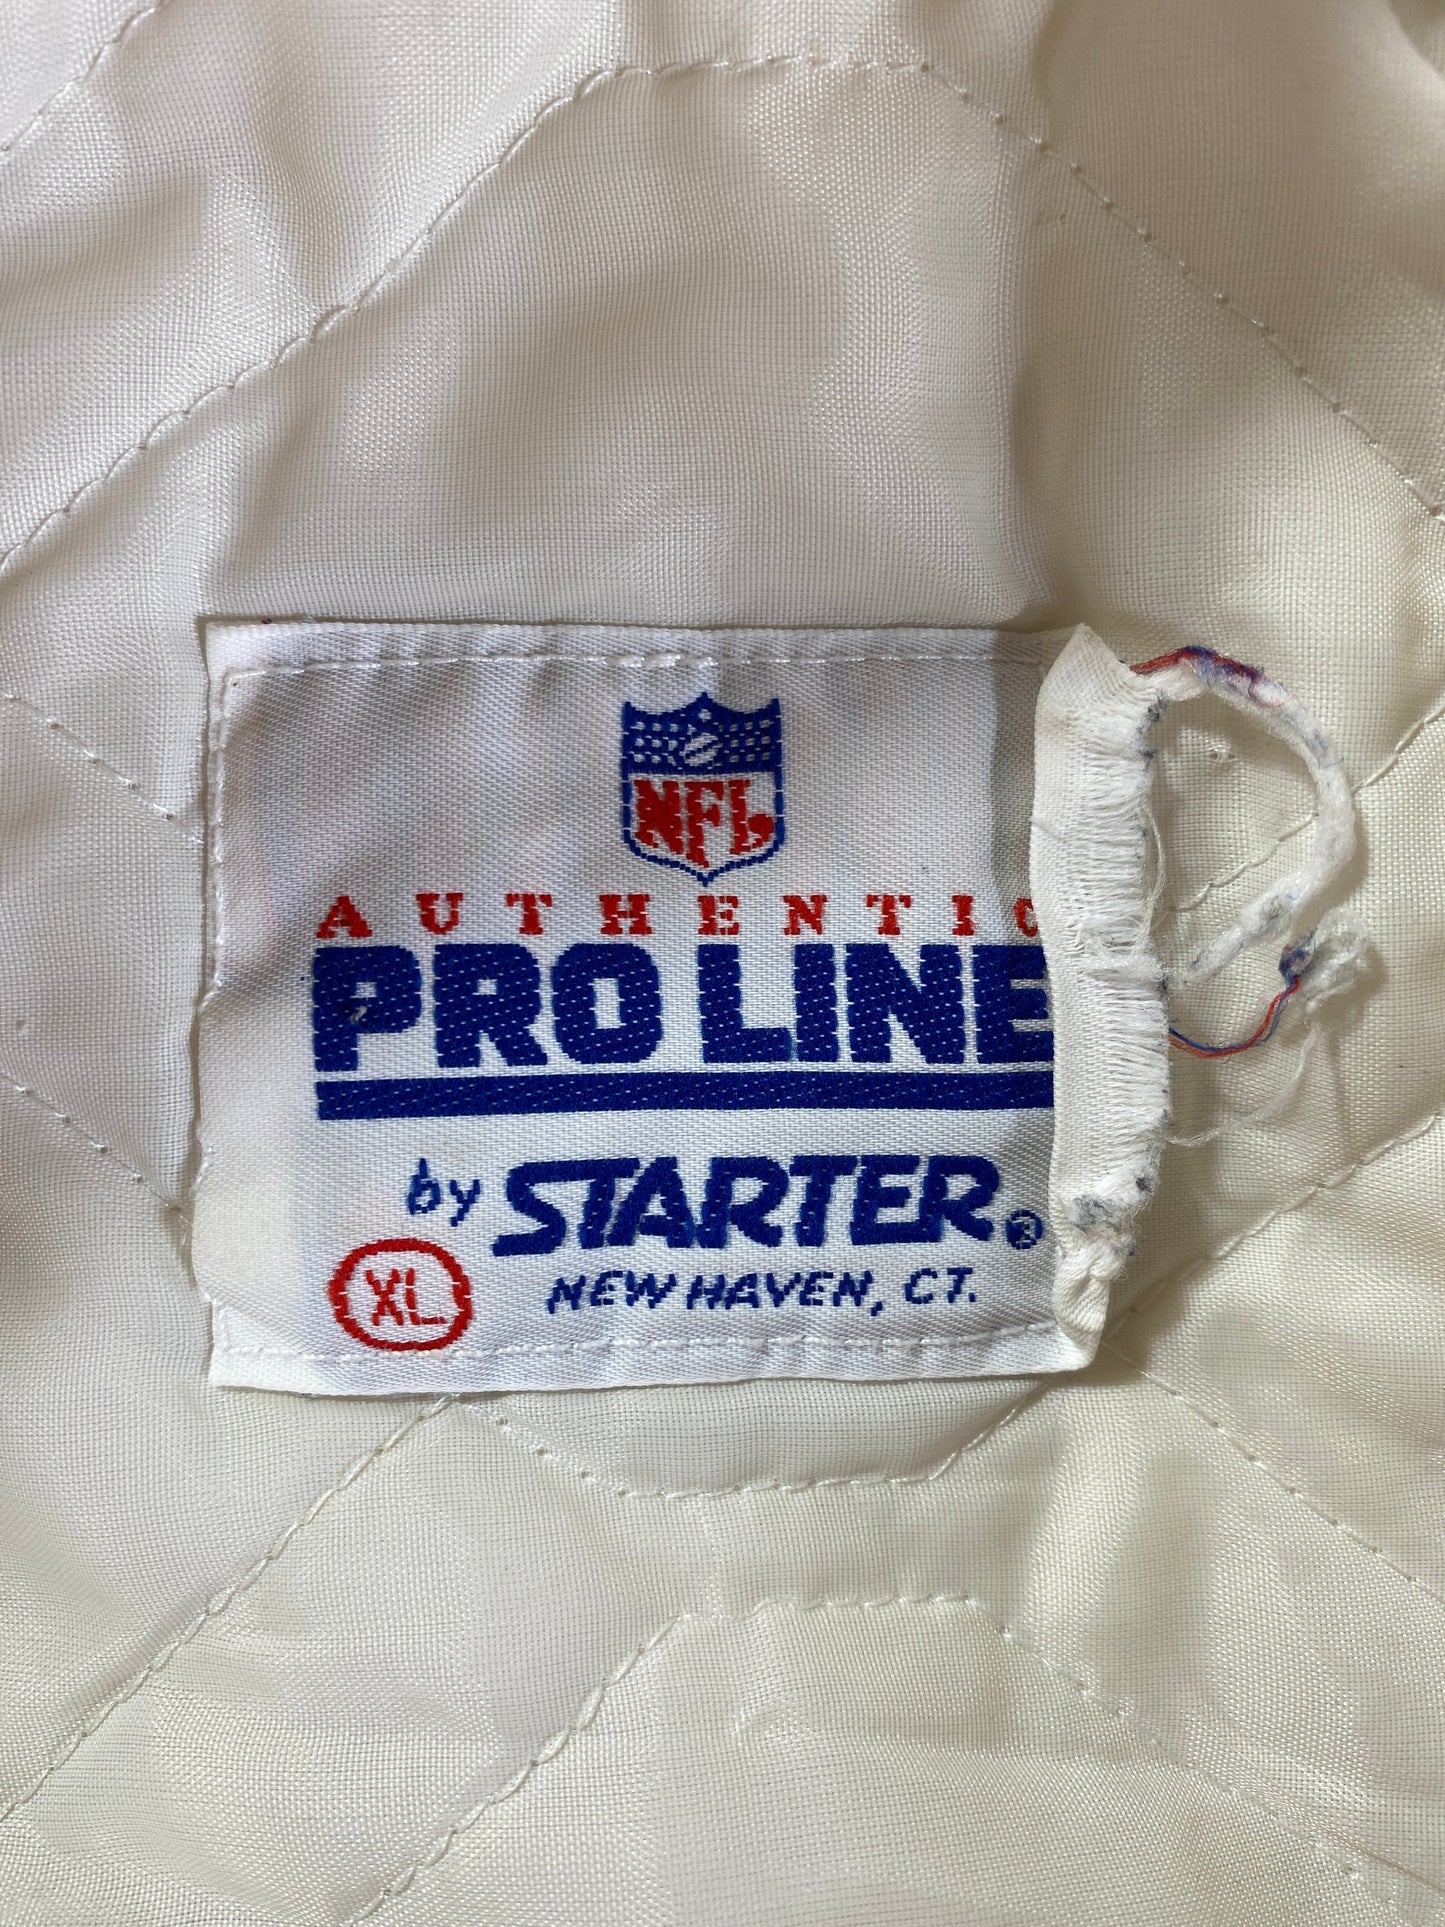 NFL
AUTHENTIC
PRO LINE
by STARTER®
XL
NEW HAVEN, CT.